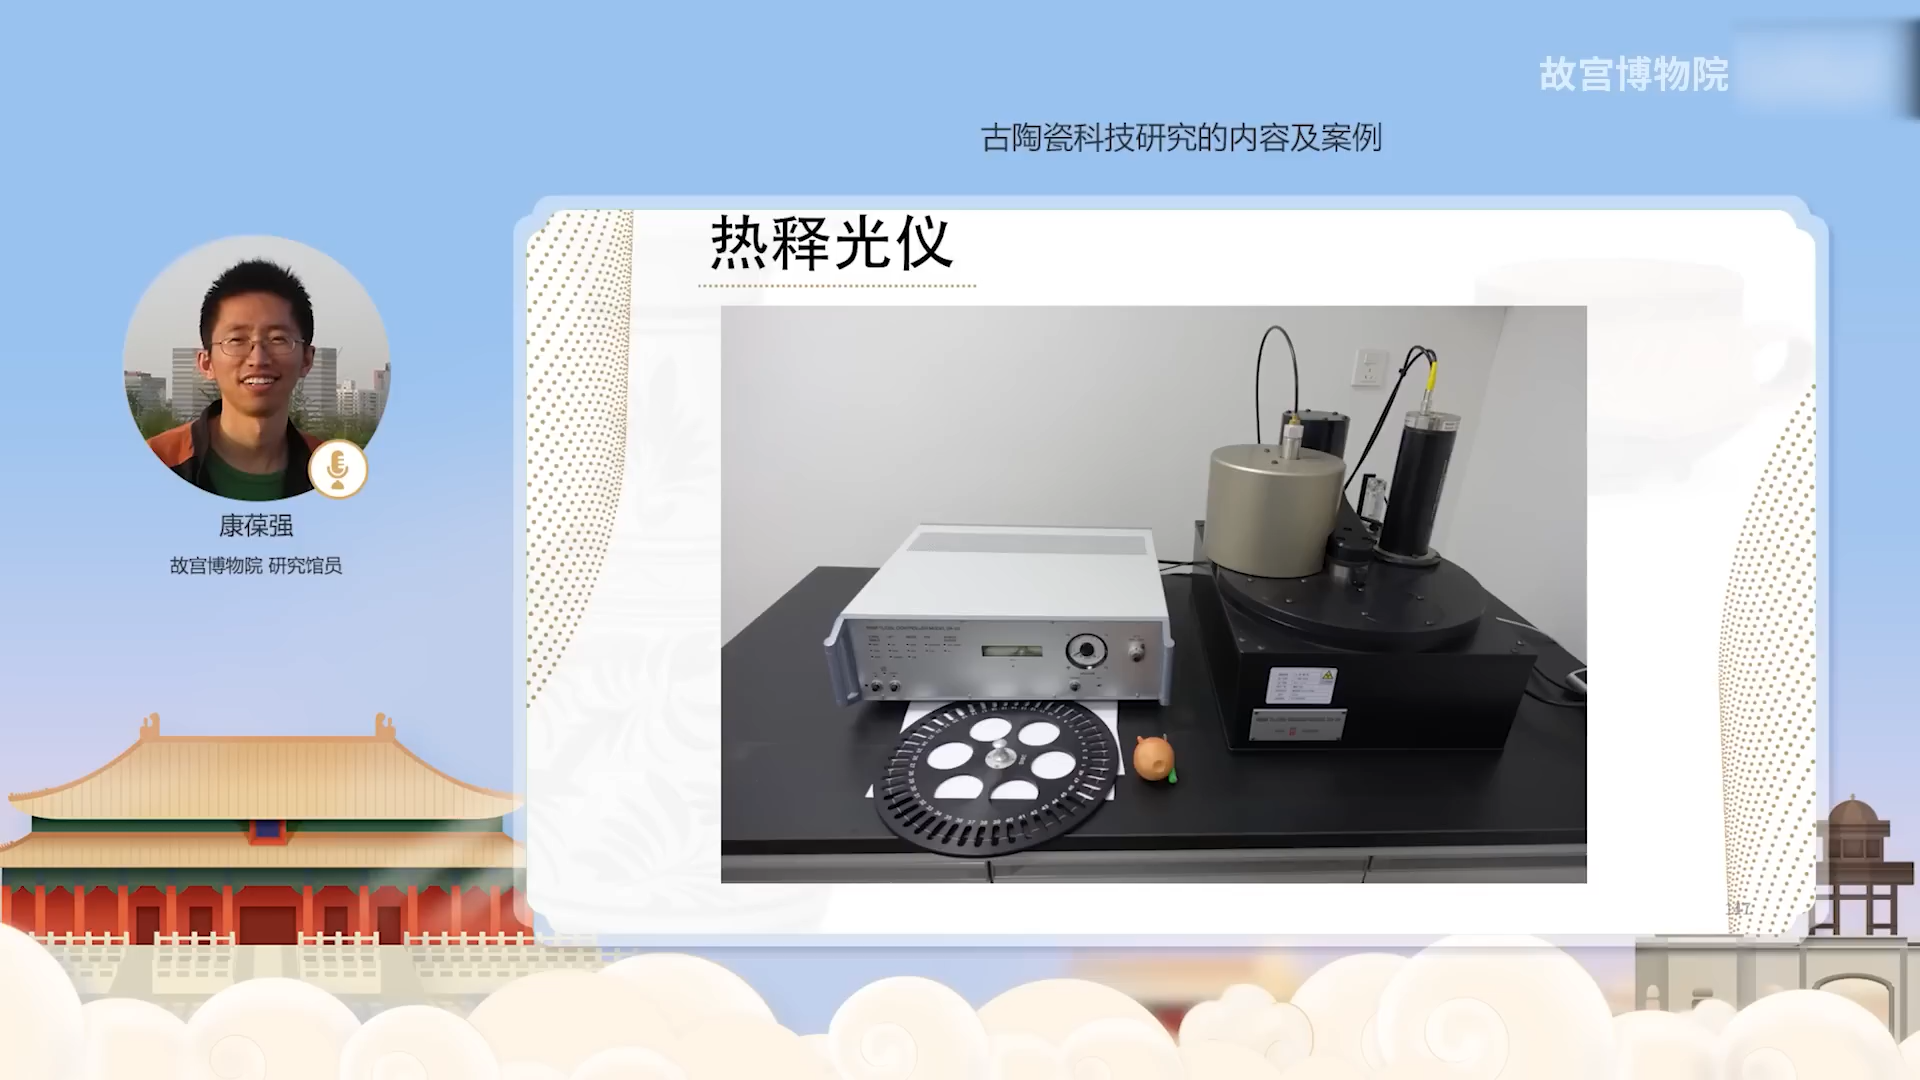 故宫博物院
古陶瓷科技研究的内容及案例
热释光仪
康葆强
故宫博物院 研究馆员